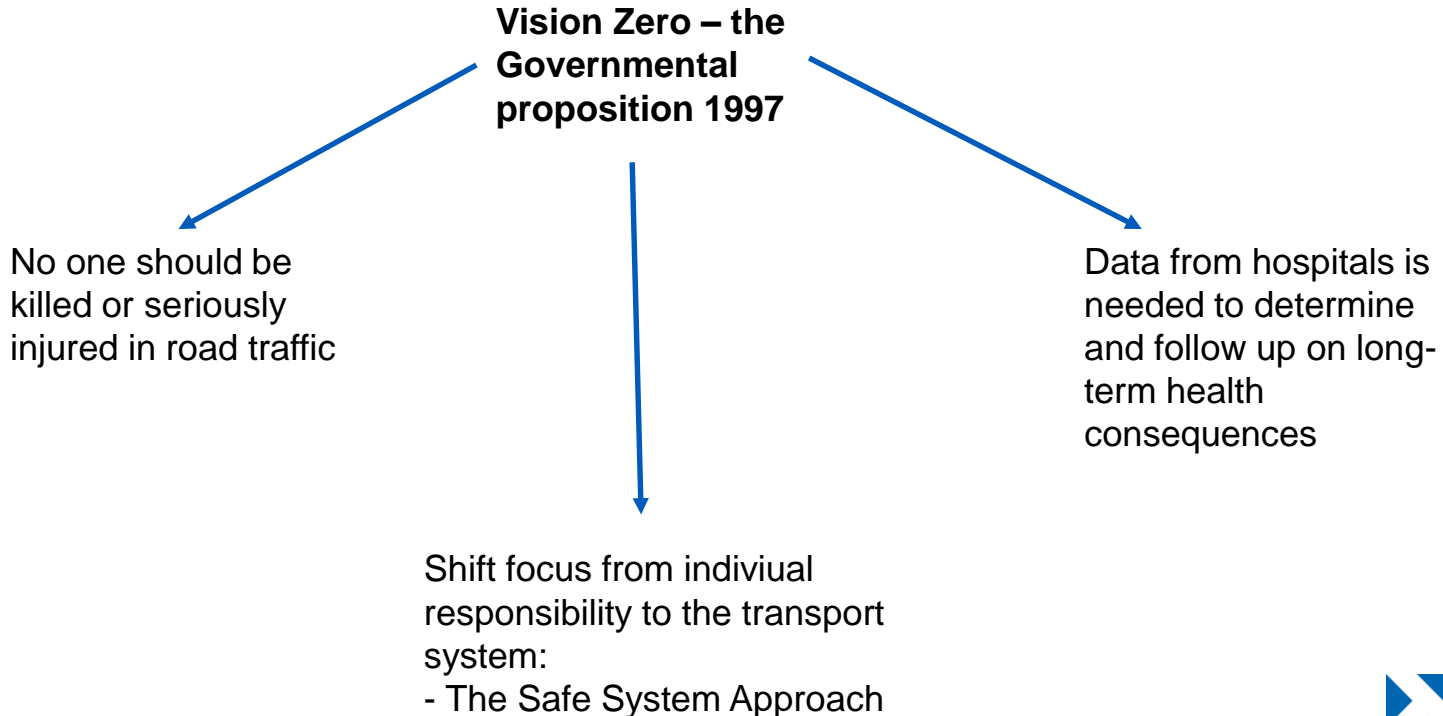 Vision Zero – the
Governmental
proposition 1997
No one should be
killed or seriously
injured in road traffic
Data from hospitals is
needed to determine
and follow up on long-
term health
consequences
Shift focus from indiviual
responsibility to the transport
system:
- The Safe System Approach